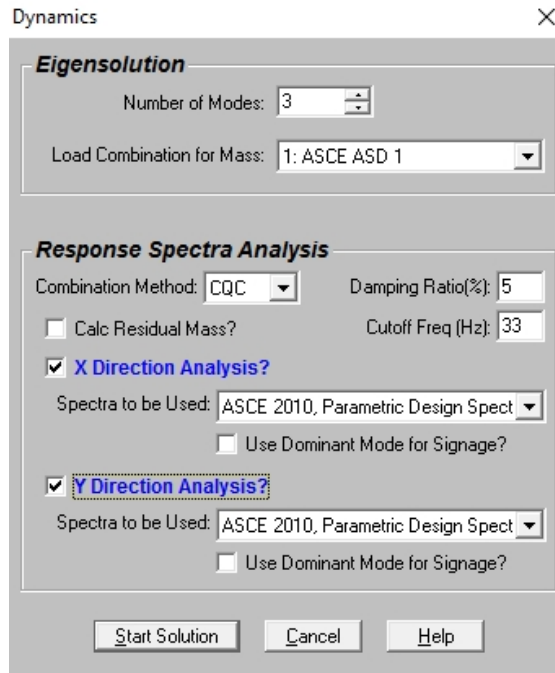 Dynamics
Eigensolution
Number of Modes: 3
Load Combination for Mass: 1: ASCE ASD 1
Response Spectra Analysis
Combination Method: CQC Damping Ratio(%): 5
Calc Residual Mass? Cutoff Freq (Hz): 33
X Direction Analysis?
Spectra to be Used: ASCE 2010, Parametric Design Spect
Use Dominant Mode for Signage?
Y Direction Analysis?
Spectra to be Used: ASCE 2010, Parametric Design Spect
Use Dominant Mode for Signage?
Start Solution Cancel Help